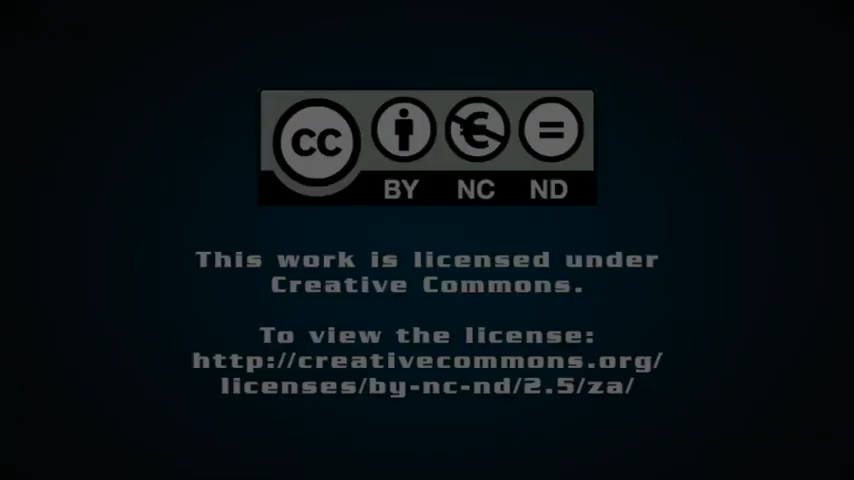 CC
BY NC ND
This work is licensed under
Creative Commons.
To view the license:
http://creativecommons.org/
licenses/by-nc-nd/2.5/za/